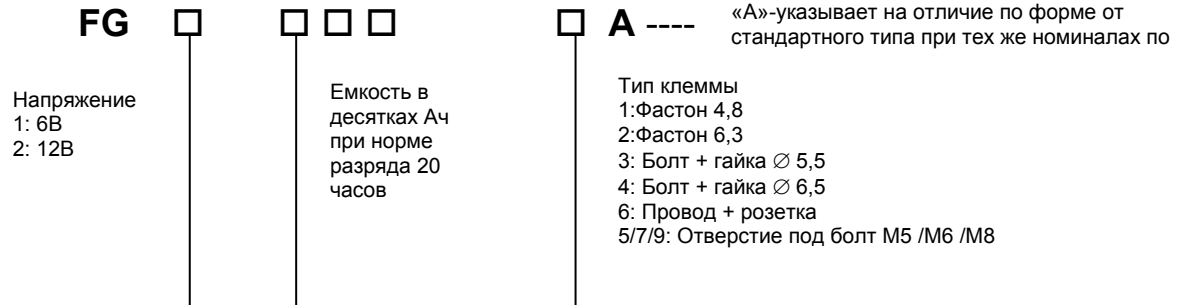 FG □ □ □ □ □ A ----
«А»-указывает на отличие по форме от
стандартного типа при тех же номиналах по
Напряжение
1: 6В
2: 12В
Емкость в
десятках Ач
при норме
разряда 20
часов
Тип клеммы
1:Фастон 4,8
2:Фастон 6,3
3: Болт + гайка ∅ 5,5
4: Болт + гайка ∅ 6,5
6: Провод + розетка
5/7/9: Отверстие под болт М5 /М6 /М8